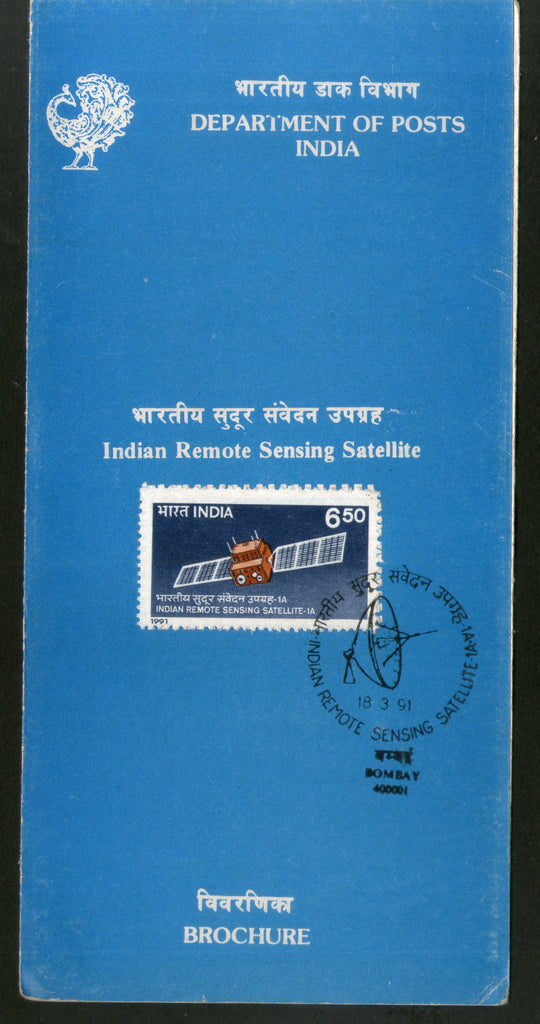 भारतीय डाक विभाग
DEPARTMENT OF POSTS
INDIA
भारतीय सुदूर संवेदन उपग्रह
Indian Remote Sensing Satellite
भारत INDIA 6.50
भारतीय सुदूर संवेदन उपग्रह-1A
INDIAN REMOTE SENSING SATELLITE-1A
1991
भारतीय सुदूर संवेदन उपग्रह-1A
INDIAN REMOTE SENSING SATELLITE-1A
18 3 91
बम्बई
BOMBAY
400001
विवरणिका
BROCHURE